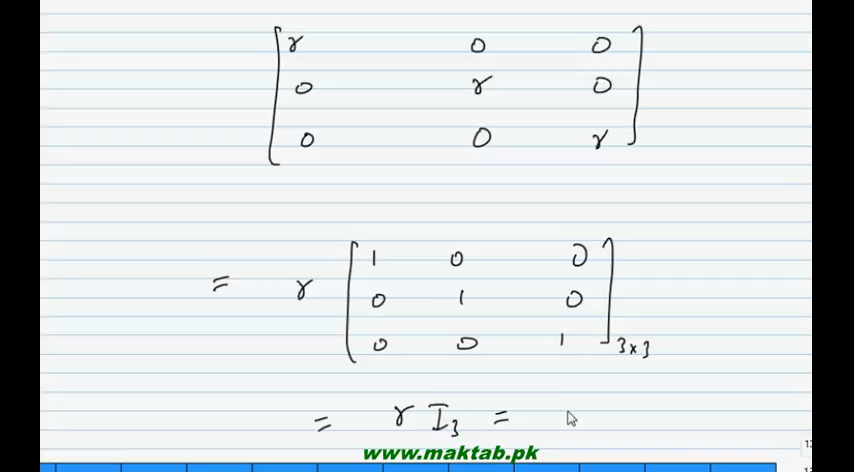 r 0 0
0 r 0
0 0 r
= r 1 0 0
0 1 0
0 0 1 3×3
= r I₃ =
www.maktab.pk